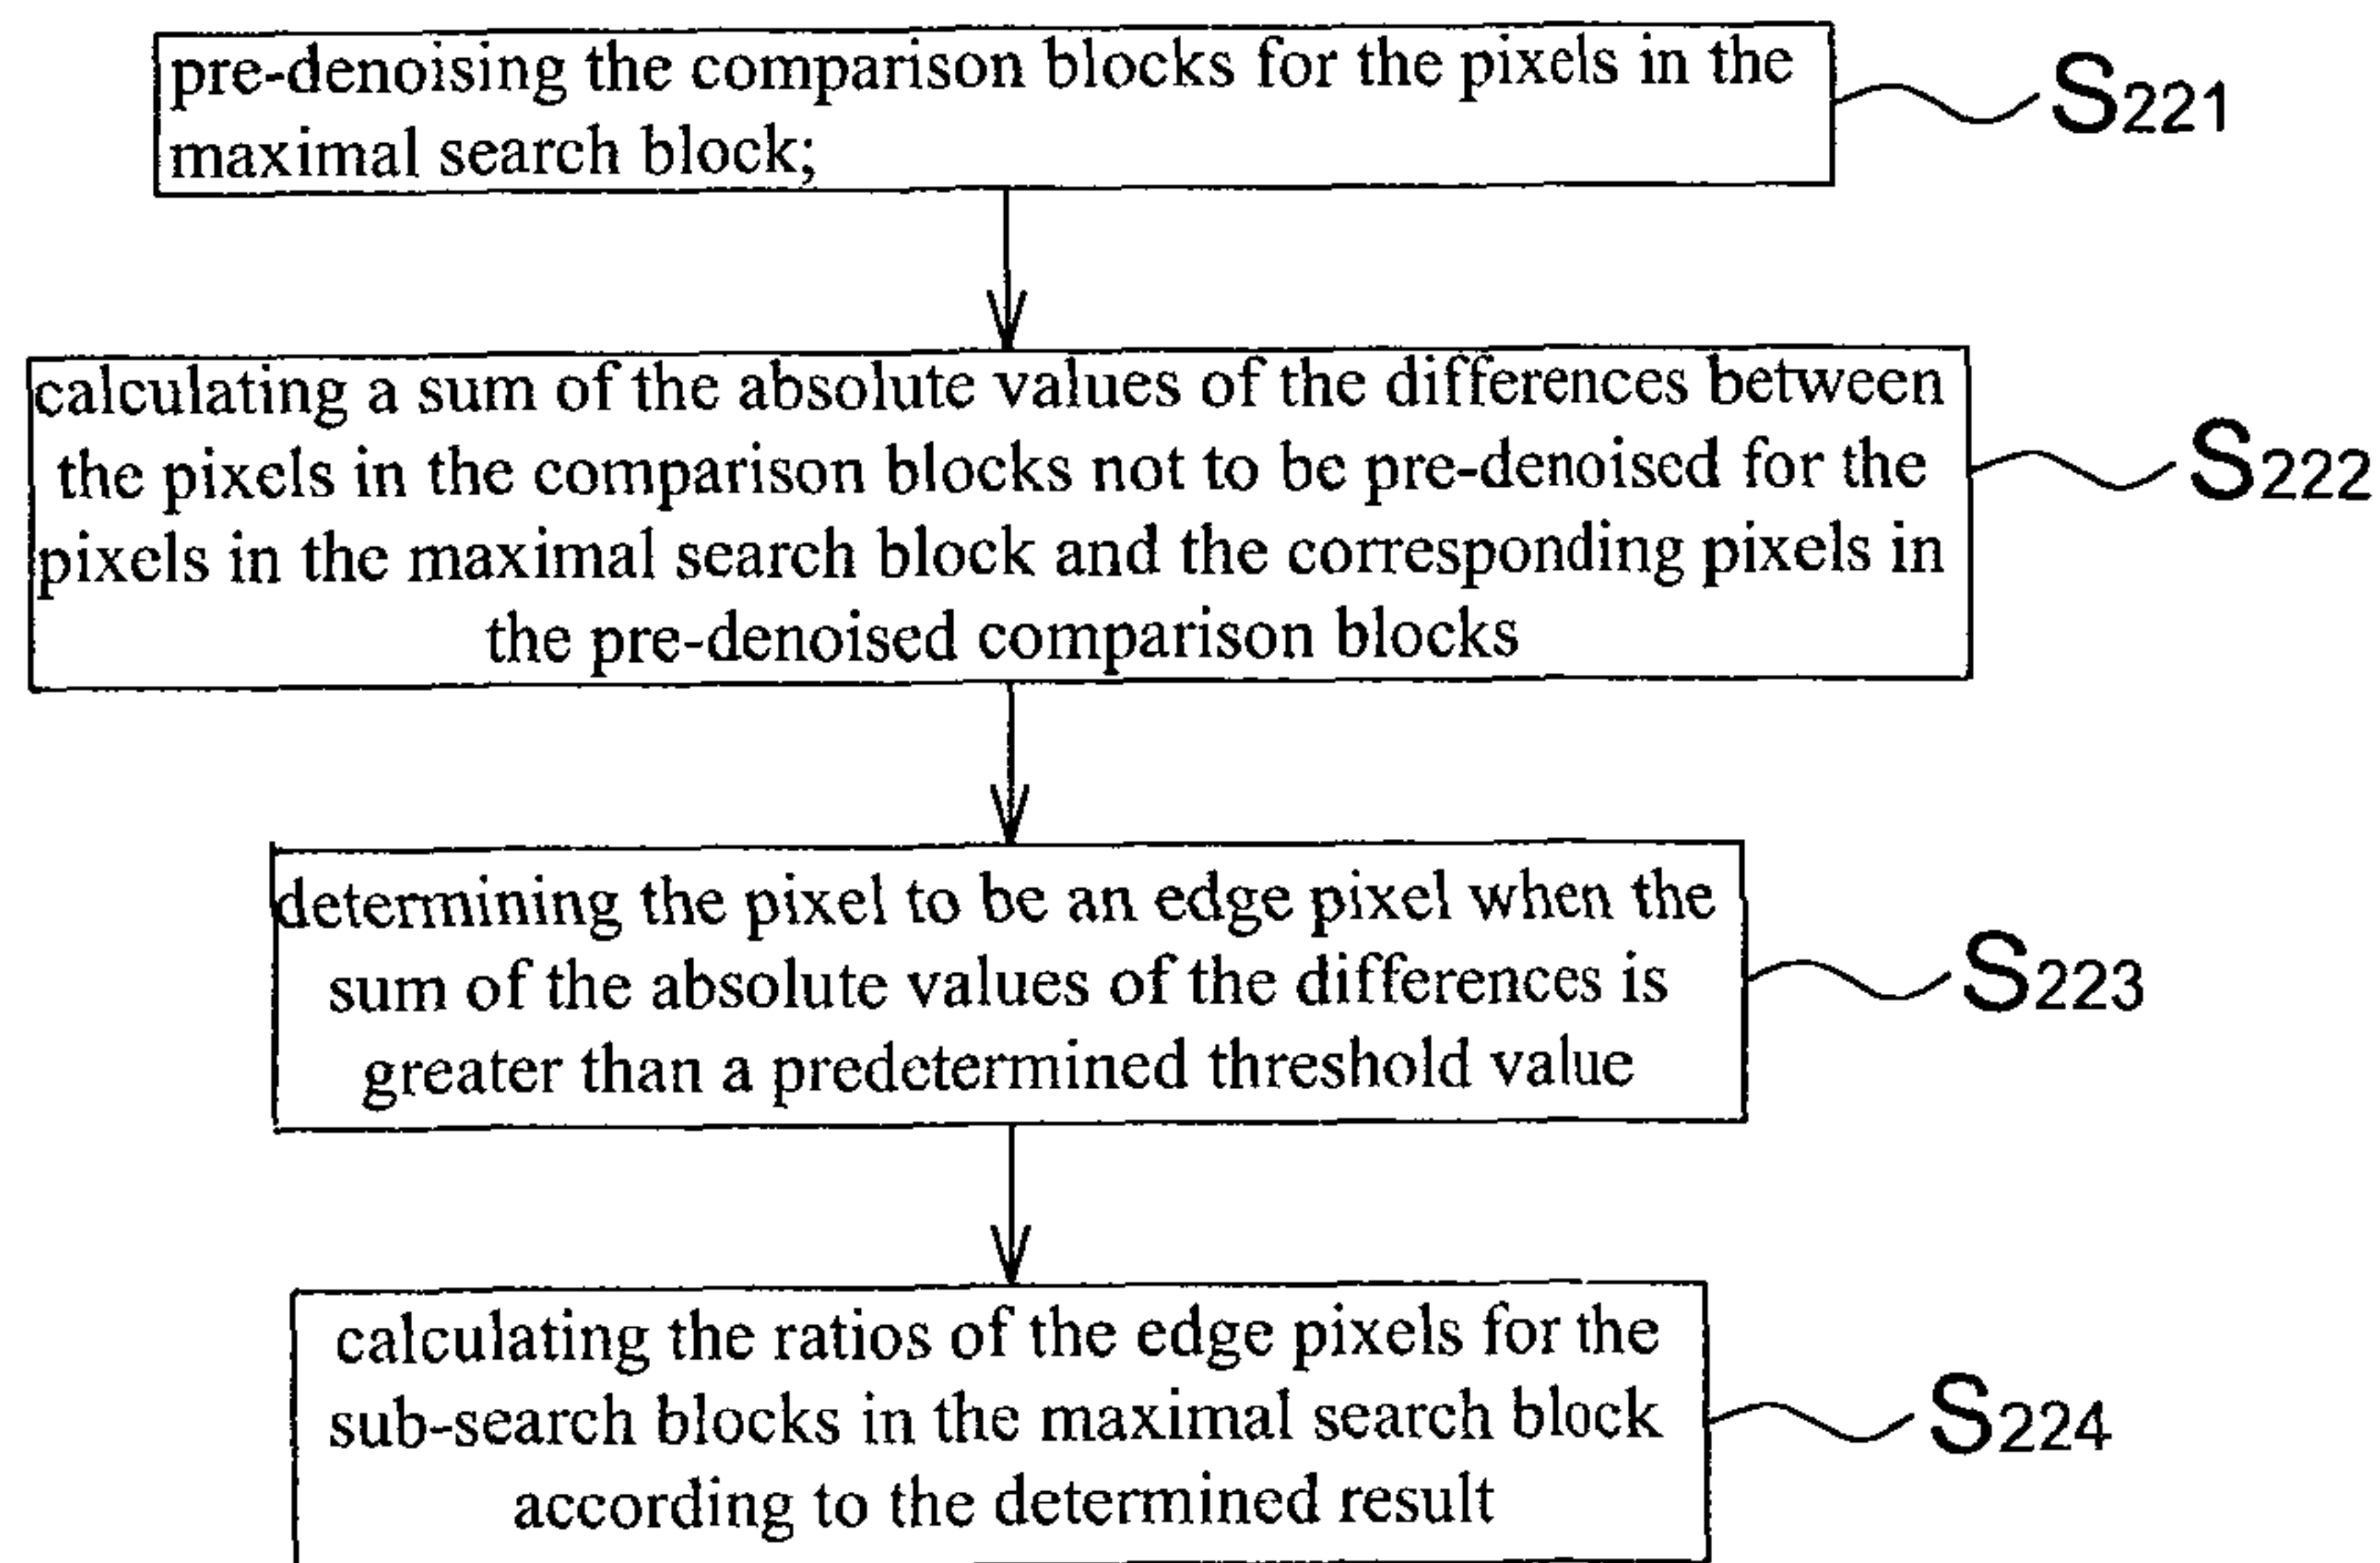 pre-denoising the comparison blocks for the pixels in the
maximal search block;
S221
calculating a sum of the absolute values of the differences between
the pixels in the comparison blocks not to be pre-denoised for the
pixels in the maximal search block and the corresponding pixels in
the pre-denoised comparison blocks
S222
determining the pixel to be an edge pixel when the
sum of the absolute values of the differences is
greater than a predetermined threshold value
S223
calculating the ratios of the edge pixels for the
sub-search blocks in the maximal search block
according to the determined result
S224